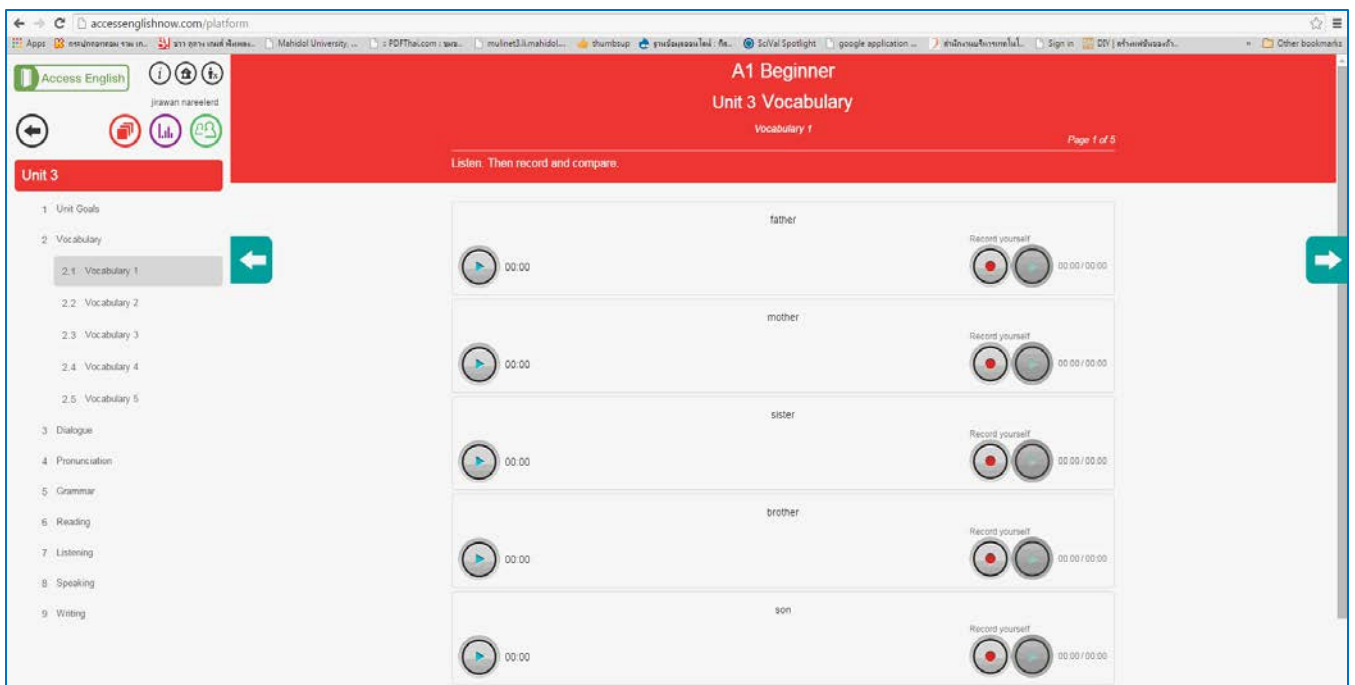 accessenglishnow.com/platform
Apps
Mahidol University, ...
: PDFThai.com :
mulinet3.li.mahidol...
thumbsup
SciVal Spotlight
google application ...
Sign in
DIY |
»
Other bookmarks
Access English
jirawan nareelerd
Unit 3
1 Unit Goals
2 Vocabulary
2.1 Vocabulary 1
2.2 Vocabulary 2
2.3 Vocabulary 3
2.4 Vocabulary 4
2.5 Vocabulary 5
3 Dialogue
4 Pronunciation
5 Grammar
6 Reading
7 Listening
8 Speaking
9 Writing
A1 Beginner
Unit 3 Vocabulary
Vocabulary 1
Page 1 of 5
Listen. Then record and compare.
father
Record yourself
00:00
00:00/00:00
mother
Record yourself
00:00
00:00/00:00
sister
Record yourself
00:00
00:00/00:00
brother
Record yourself
00:00
00:00/00:00
son
Record yourself
00:00
00:00/00:00